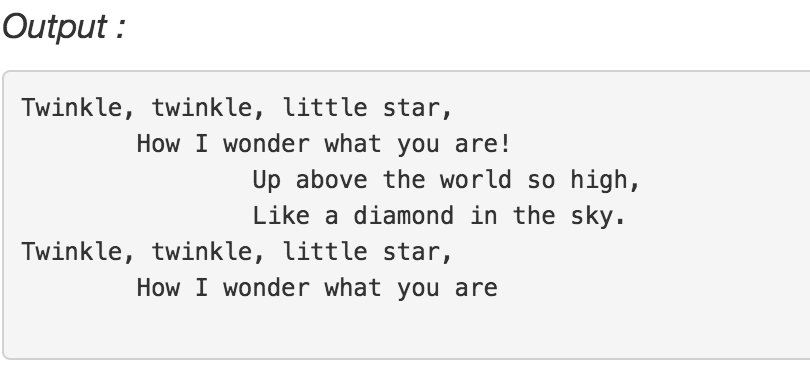 Output :
Twinkle, twinkle, little star,
        How I wonder what you are!
                Up above the world so high,
                Like a diamond in the sky.
Twinkle, twinkle, little star,
        How I wonder what you are